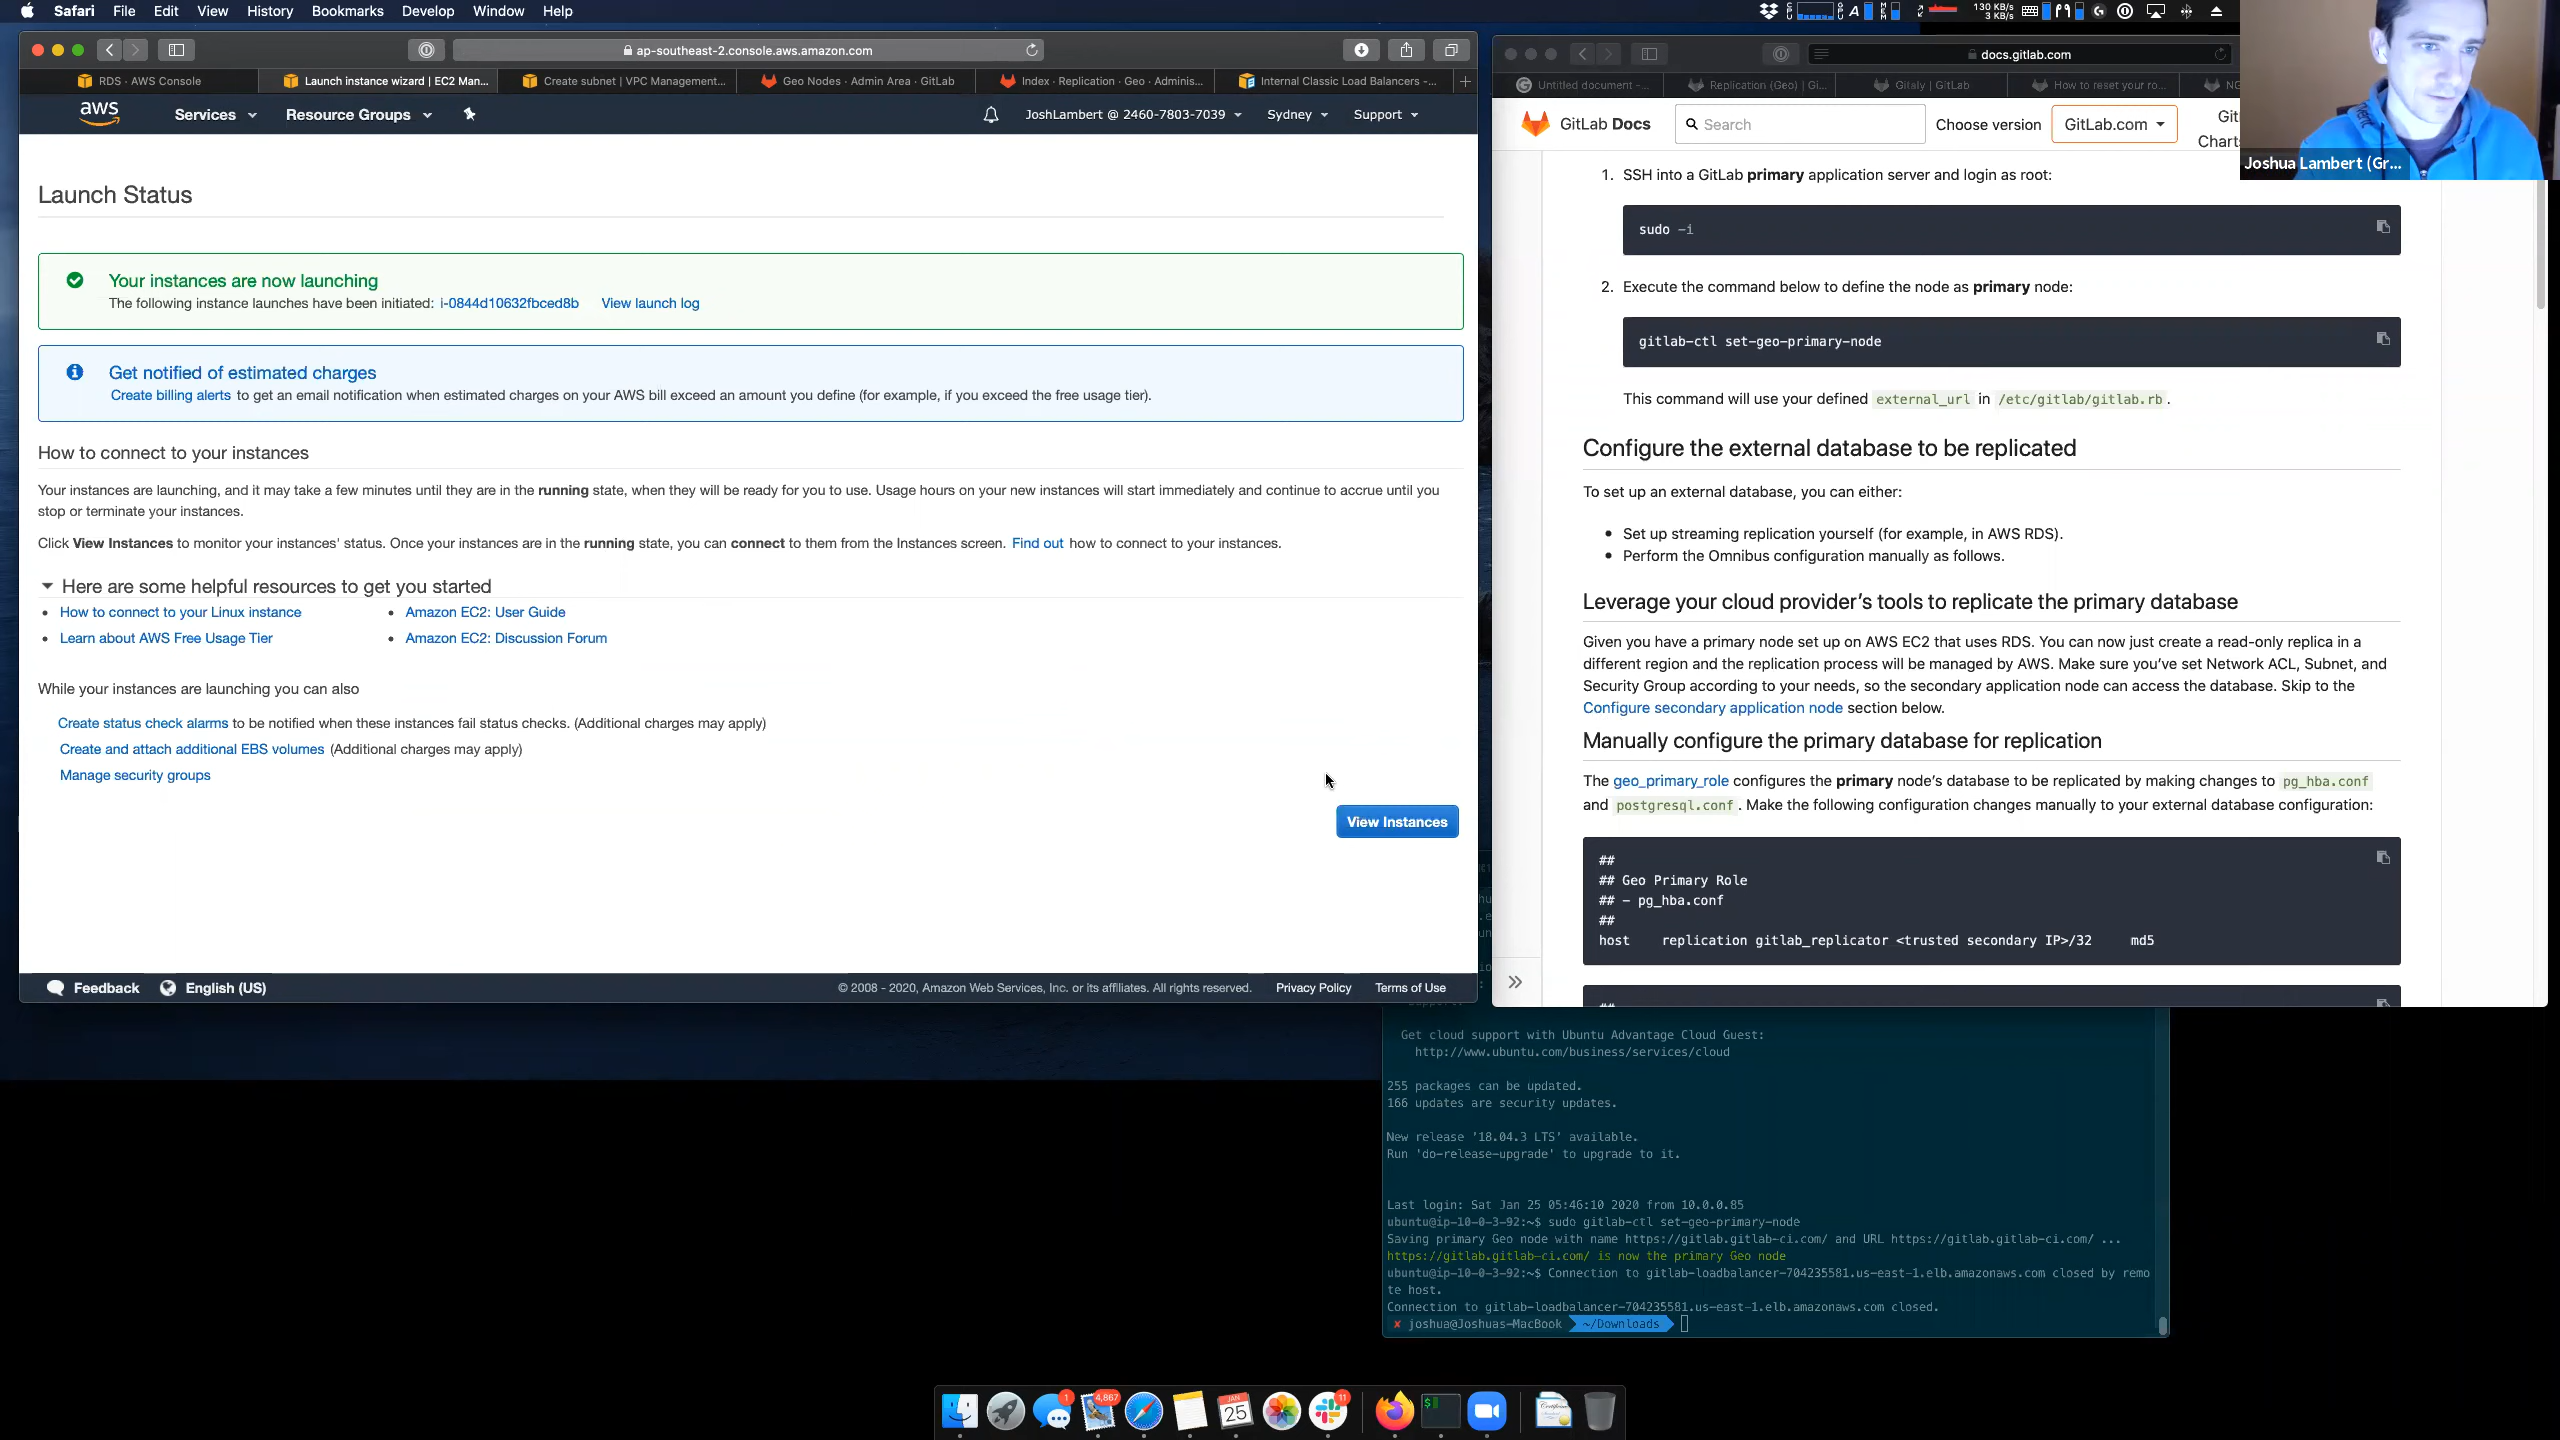 Safari File Edit View History Bookmarks Develop Window Help
130 KB/s
3 KB/s
ap-southeast-2.console.aws.amazon.com
RDS · AWS Console
Launch instance wizard | EC2 Man...
Create subnet | VPC Management...
Geo Nodes · Admin Area · GitLab
Index · Replication · Geo · Adminis...
Internal Classic Load Balancers -...
aws Services Resource Groups JoshLambert @ 2460-7803-7039 Sydney Support
Launch Status
Your instances are now launching
The following instance launches have been initiated: i-0844d10632fbced8b View launch log
Get notified of estimated charges
Create billing alerts to get an email notification when estimated charges on your AWS bill exceed an amount you define (for example, if you exceed the free usage tier).
How to connect to your instances
Your instances are launching, and it may take a few minutes until they are in the running state, when they will be ready for you to use. Usage hours on your new instances will start immediately and continue to accrue until you
stop or terminate your instances.
Click View Instances to monitor your instances' status. Once your instances are in the running state, you can connect to them from the Instances screen. Find out how to connect to your instances.
Here are some helpful resources to get you started
• How to connect to your Linux instance
• Amazon EC2: User Guide
• Learn about AWS Free Usage Tier
• Amazon EC2: Discussion Forum
While your instances are launching you can also
Create status check alarms to be notified when these instances fail status checks. (Additional charges may apply)
Create and attach additional EBS volumes (Additional charges may apply)
Manage security groups
View Instances
Feedback English (US)
© 2008 - 2020, Amazon Web Services, Inc. or its affiliates. All rights reserved. Privacy Policy Terms of Use
docs.gitlab.com
Untitled document -...
Replication (Geo) | Gi...
Gitaly | GitLab
How to reset your ro...
NG
GitLab Docs Search Choose version GitLab.com
Git
Chart
Joshua Lambert (Gr...
1. SSH into a GitLab primary application server and login as root:
sudo -i
2. Execute the command below to define the node as primary node:
gitlab-ctl set-geo-primary-node
This command will use your defined external_url in /etc/gitlab/gitlab.rb.
Configure the external database to be replicated
To set up an external database, you can either:
• Set up streaming replication yourself (for example, in AWS RDS).
• Perform the Omnibus configuration manually as follows.
Leverage your cloud provider's tools to replicate the primary database
Given you have a primary node set up on AWS EC2 that uses RDS. You can now just create a read-only replica in a
different region and the replication process will be managed by AWS. Make sure you've set Network ACL, Subnet, and
Security Group according to your needs, so the secondary application node can access the database. Skip to the
Configure secondary application node section below.
Manually configure the primary database for replication
The geo_primary_role configures the primary node's database to be replicated by making changes to pg_hba.conf
and postgresql.conf. Make the following configuration changes manually to your external database configuration:
##
## Geo Primary Role
## - pg_hba.conf
##
host replication gitlab_replicator <trusted secondary IP>/32 md5
##
Get cloud support with Ubuntu Advantage Cloud Guest:
http://www.ubuntu.com/business/services/cloud
255 packages can be updated.
166 updates are security updates.
New release '18.04.3 LTS' available.
Run 'do-release-upgrade' to upgrade to it.
Last login: Sat Jan 25 05:46:10 2020 from 10.0.0.85
ubuntu@ip-10-0-3-92:~$ sudo gitlab-ctl set-geo-primary-node
Saving primary Geo node with name https://gitlab.gitlab-ci.com/ and URL https://gitlab.gitlab-ci.com/ ...
https://gitlab.gitlab-ci.com/ is now the primary Geo node
ubuntu@ip-10-0-3-92:~$ Connection to gitlab-loadbalancer-704235581.us-east-1.elb.amazonaws.com closed by remo
te host.
Connection to gitlab-loadbalancer-704235581.us-east-1.elb.amazonaws.com closed.
✘ joshua@Joshuas-MacBook ~/Downloads
1
4,867
JAN
25
11